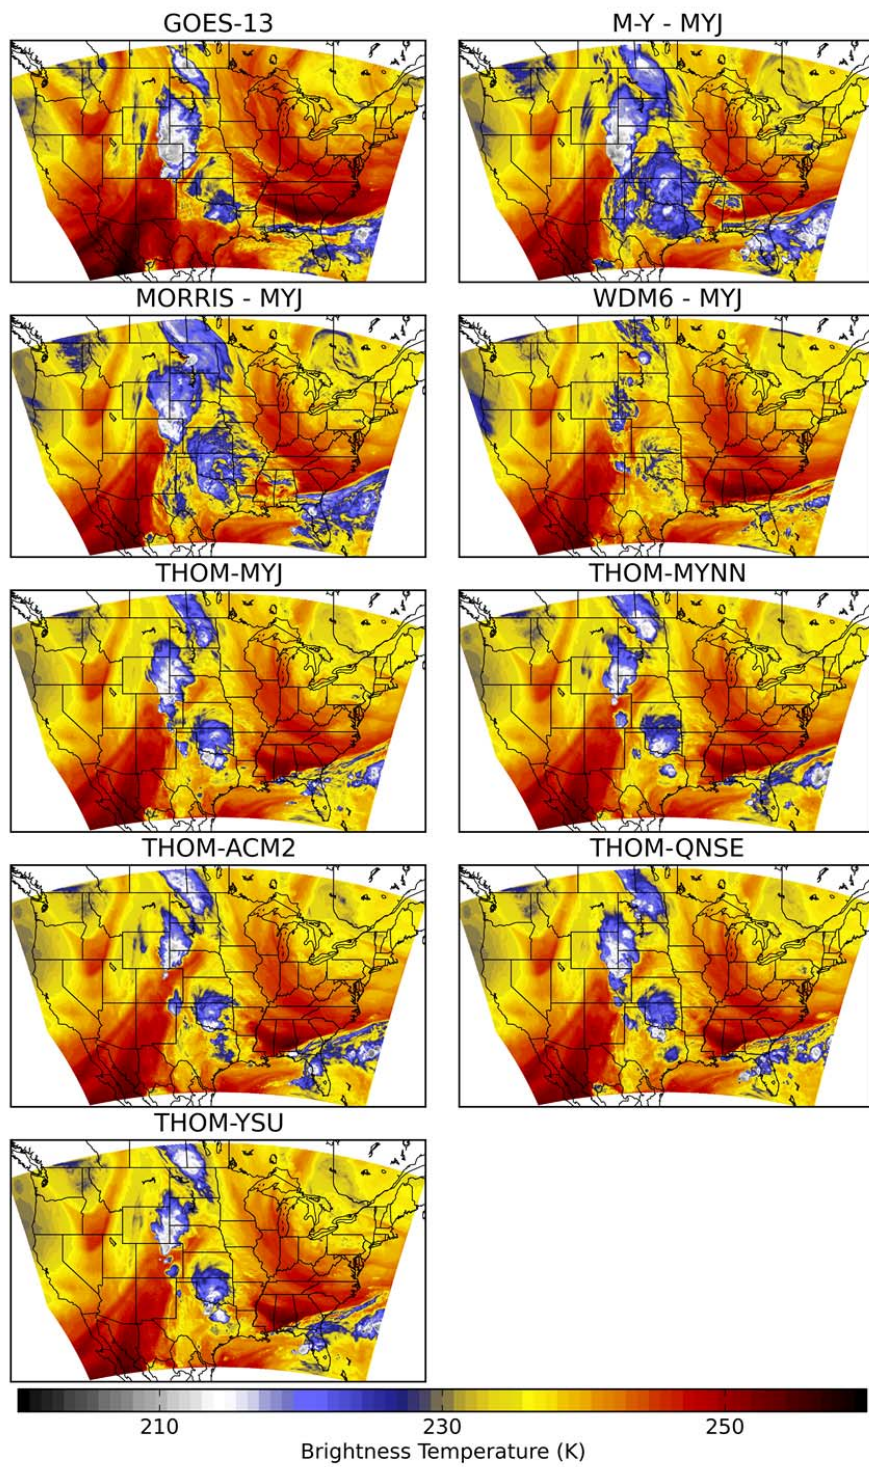 GOES-13
M-Y - MYJ
MORRIS - MYJ
WDM6 - MYJ
THOM-MYJ
THOM-MYNN
THOM-ACM2
THOM-QNSE
THOM-YSU
210
230
250
Brightness Temperature (K)